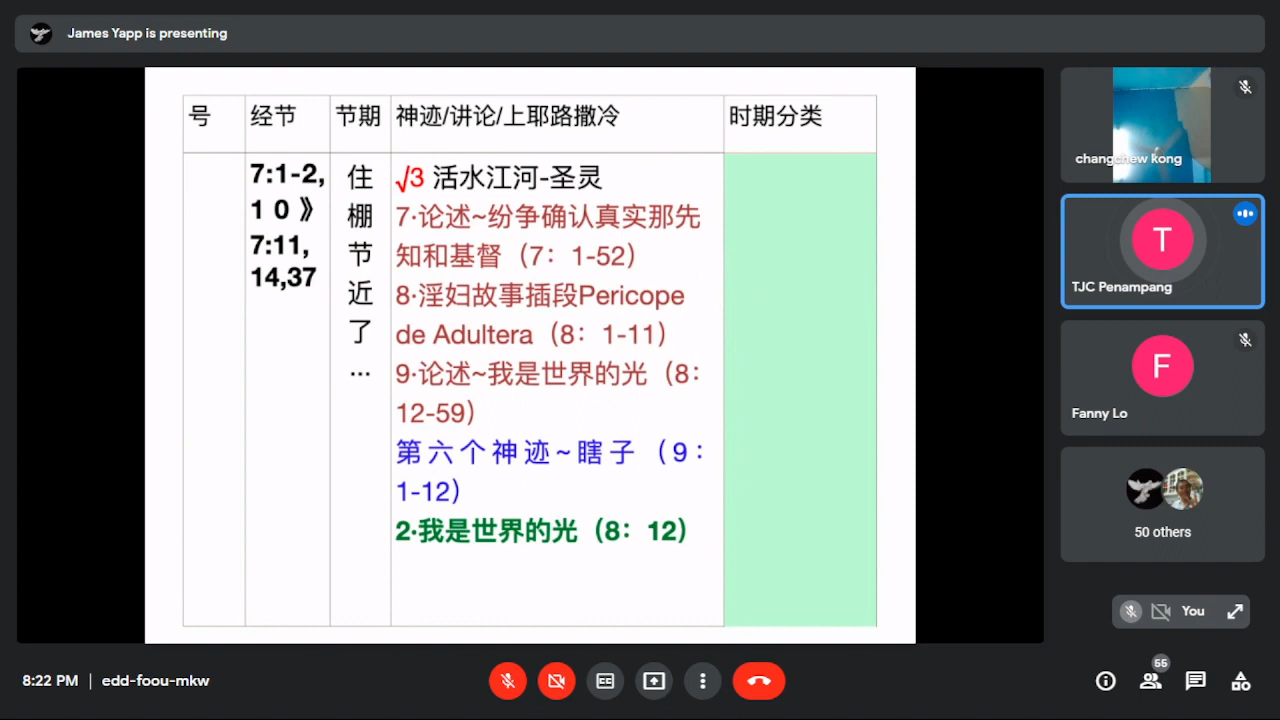 James Yapp is presenting
号 经节 节期 神迹/讲论/上耶路撒冷 时期分类
7:1-2,
1 0 》
7:11,
14,37
住
棚
节
近
了
…
√3 活水江河-圣灵
7·论述~纷争确认真实那先
知和基督（7：1-52）
8·淫妇故事插段Pericope
de Adultera（8：1-11）
9·论述~我是世界的光（8：
12-59）
第六个神迹~瞎子（9：
1-12）
2·我是世界的光（8：12）
changchew kong
T
TJC Penampang
F
Fanny Lo
50 others
You
8:22 PM | edd-foou-mkw
CC
55